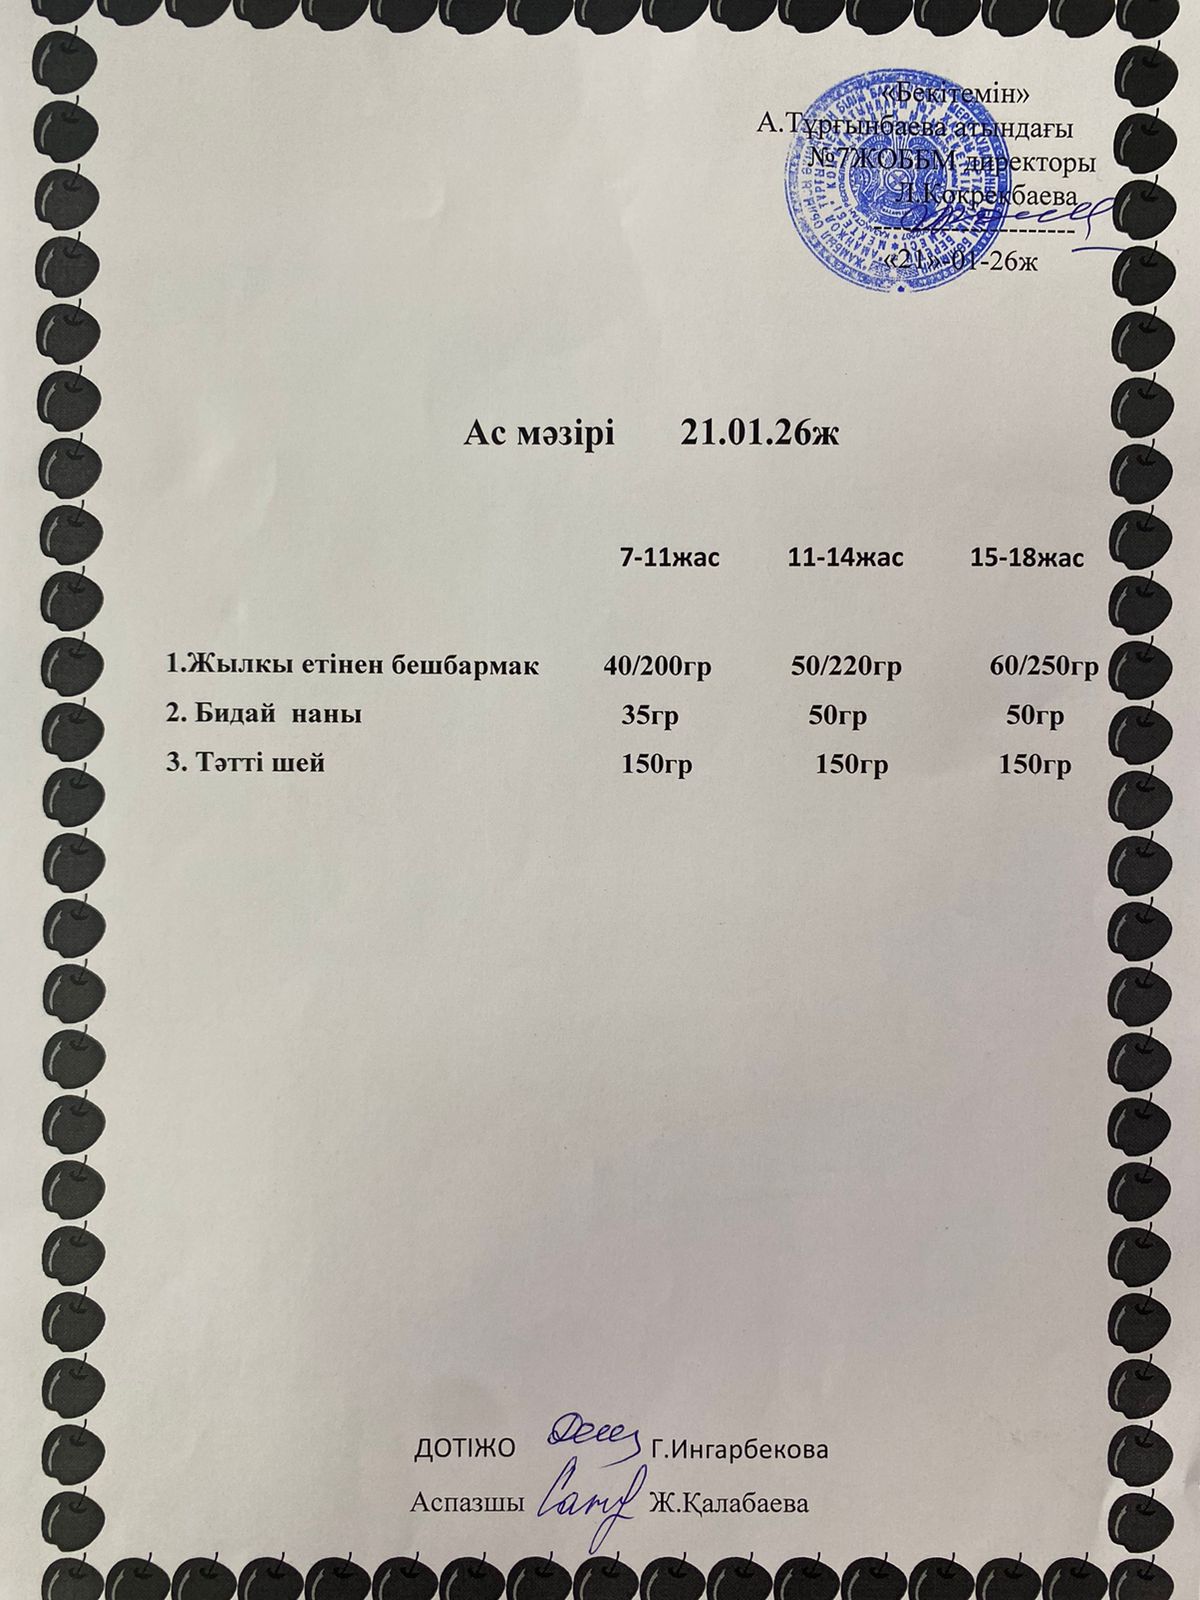 «Бекітемін»
А.Тұрғынбаева атындағы
№7ЖОББМ директоры
Л.Қокрекбаева
-------------------
«21»-01-26ж
Ас мәзірі 21.01.26ж
7-11жас 11-14жас 15-18жас
1.Жылкы етінен бешбармак 40/200гр 50/220гр 60/250гр
2. Бидай наны 35гр 50гр 50гр
3. Тәтті шей 150гр 150гр 150гр
ДОТІЖО Г.Ингарбекова
Аспазшы Ж.Қалабаева